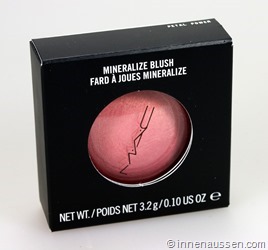 PETAL POWER
MINERALIZE BLUSH
FARD À JOUES MINERALIZE
MAC
NET WT./POIDS NET 3.2 g/0.10 US OZ ℮
© innenaussen.com